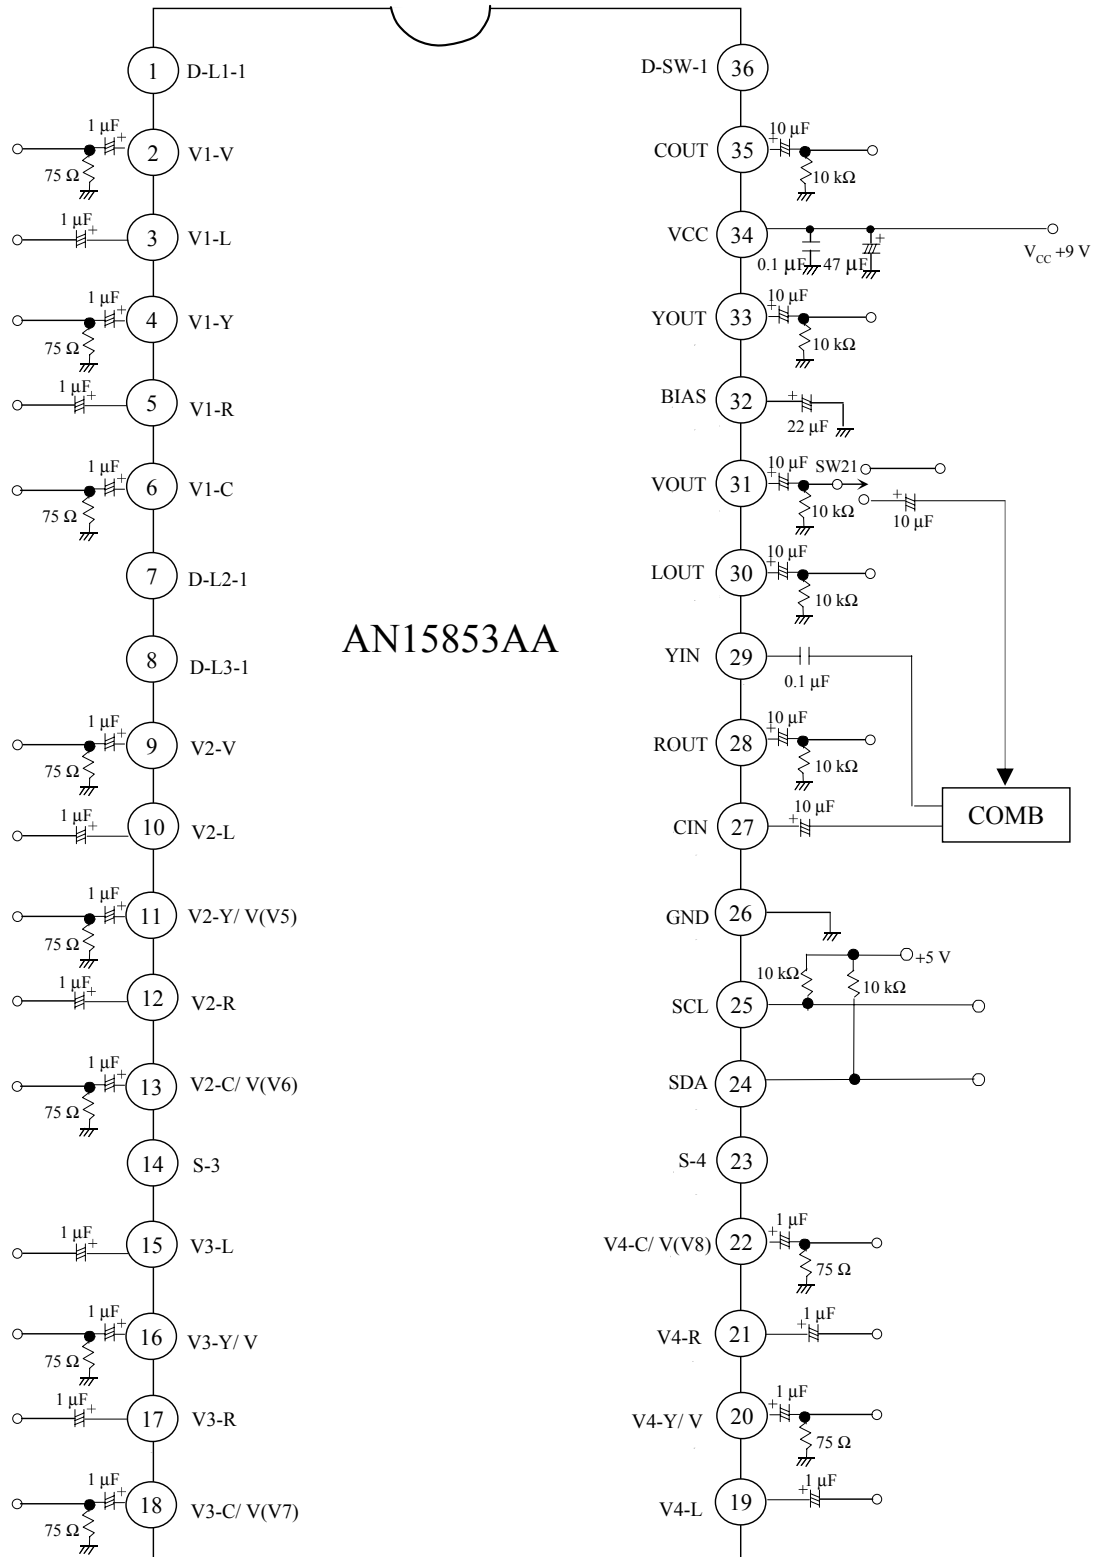 1 D-L1-1
1 µF + 2 V1-V
75 Ω
1 µF + 3 V1-L
1 µF + 4 V1-Y
75 Ω
1 µF + 5 V1-R
1 µF + 6 V1-C
75 Ω
7 D-L2-1
8 D-L3-1
1 µF + 9 V2-V
75 Ω
1 µF + 10 V2-L
1 µF + 11 V2-Y/ V(V5)
75 Ω
1 µF + 12 V2-R
1 µF + 13 V2-C/ V(V6)
75 Ω
14 S-3
1 µF + 15 V3-L
1 µF + 16 V3-Y/ V
75 Ω
1 µF + 17 V3-R
1 µF + 18 V3-C/ V(V7)
75 Ω
AN15853AA
D-SW-1 36
COUT 35 + 10 µF
10 kΩ
VCC 34 +
0.1 µF 47 µF
VCC +9 V
YOUT 33 + 10 µF
10 kΩ
BIAS 32 +
22 µF
VOUT 31 + 10 µF SW21
10 kΩ + 10 µF
LOUT 30 + 10 µF
10 kΩ
YIN 29
0.1 µF
ROUT 28 + 10 µF
10 kΩ
CIN 27 + 10 µF
COMB
GND 26
+5 V
10 kΩ 10 kΩ
SCL 25
SDA 24
S-4 23
V4-C/ V(V8) 22 + 1 µF
75 Ω
V4-R 21 + 1 µF
V4-Y/ V 20 + 1 µF
75 Ω
V4-L 19 + 1 µF